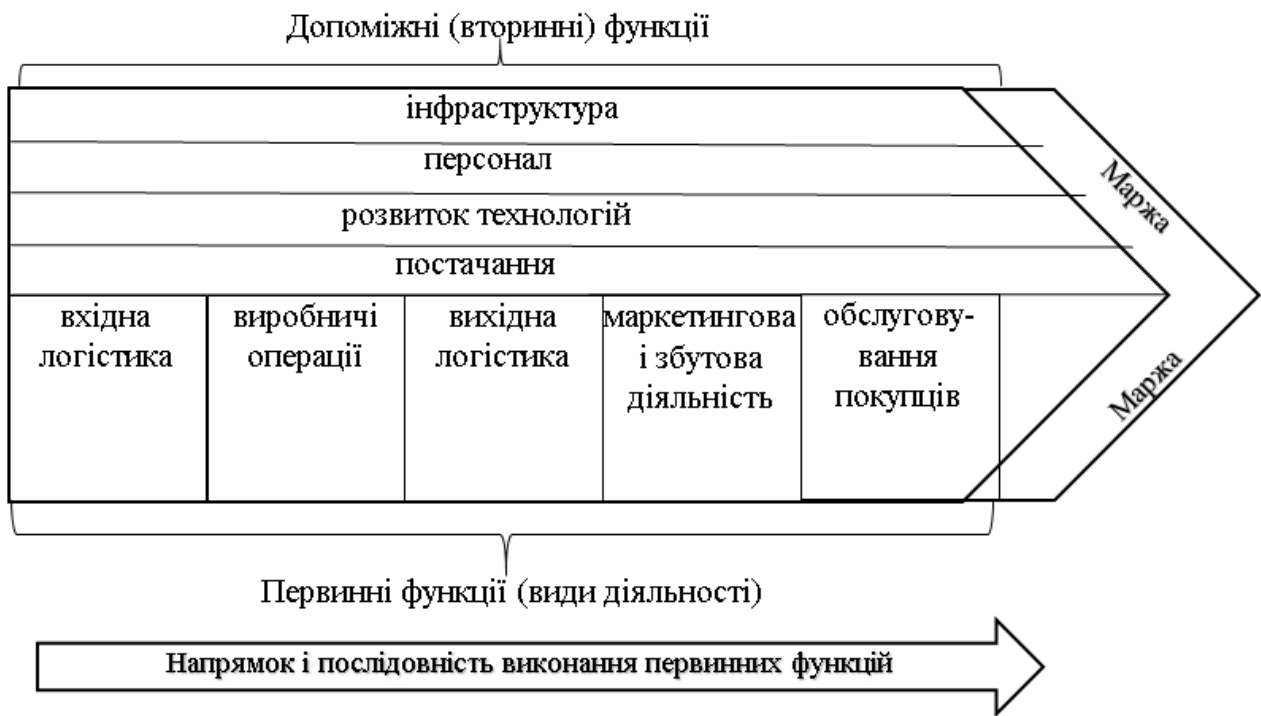 Допоміжні (вторинні) функції
інфраструктура
персонал
розвиток технологій
постачання
Маржа
вхідна
логістика
виробничі
операції
вихідна
логістика
маркетингова
і збутова
діяльність
обслугову-
вання
покупців
Маржа
Первинні функції (види діяльності)
Напрямок і послідовність виконання первинних функцій